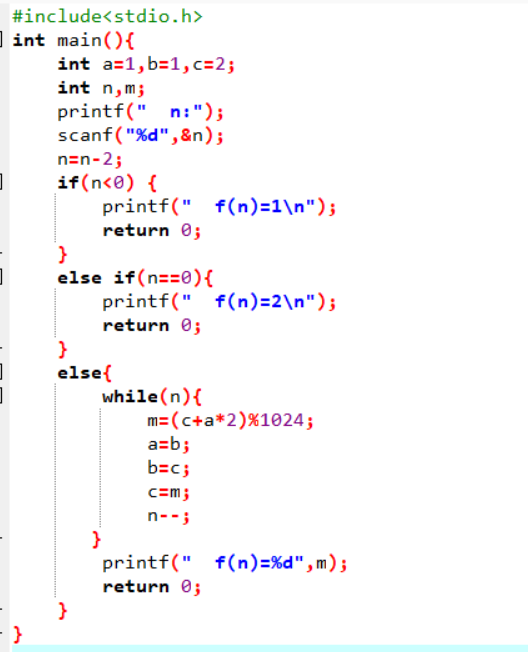 #include<stdio.h>
int main(){
    int a=1,b=1,c=2;
    int n,m;
    printf("  n:");
    scanf("%d",&n);
    n=n-2;
    if(n<0) {
        printf("  f(n)=1\n");
        return 0;
    }
    else if(n==0){
        printf("  f(n)=2\n");
        return 0;
    }
    else{
        while(n){
            m=(c+a*2)%1024;
            a=b;
            b=c;
            c=m;
            n--;
        }
        printf("  f(n)=%d",m);
        return 0;
    }
}